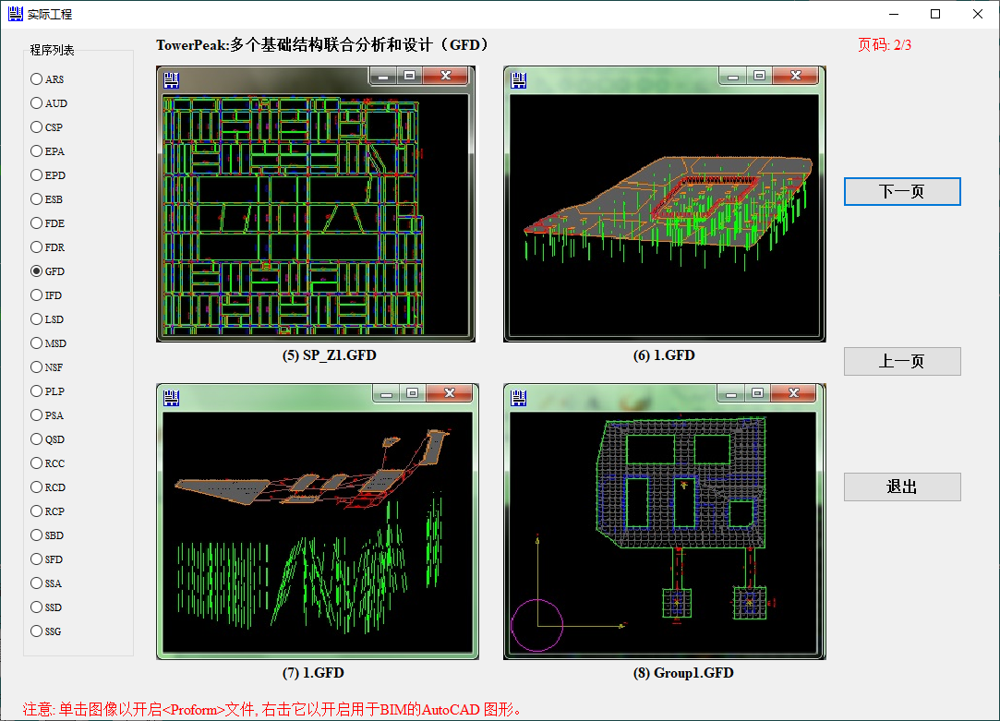 实际工程
程序列表
TowerPeak:多个基础结构联合分析和设计（GFD）
页码: 2/3
ARS
AUD
CSP
EPA
EPD
ESB
FDE
FDR
GFD
IFD
LSD
MSD
NSF
PLP
PSA
QSD
RCC
RCD
RCP
SBD
SFD
SSA
SSD
SSG
(5) SP_Z1.GFD
(6) 1.GFD
(7) 1.GFD
(8) Group1.GFD
下一页
上一页
退出
注意: 单击图像以开启<Proform>文件, 右击它以开启用于BIM的AutoCAD 图形。